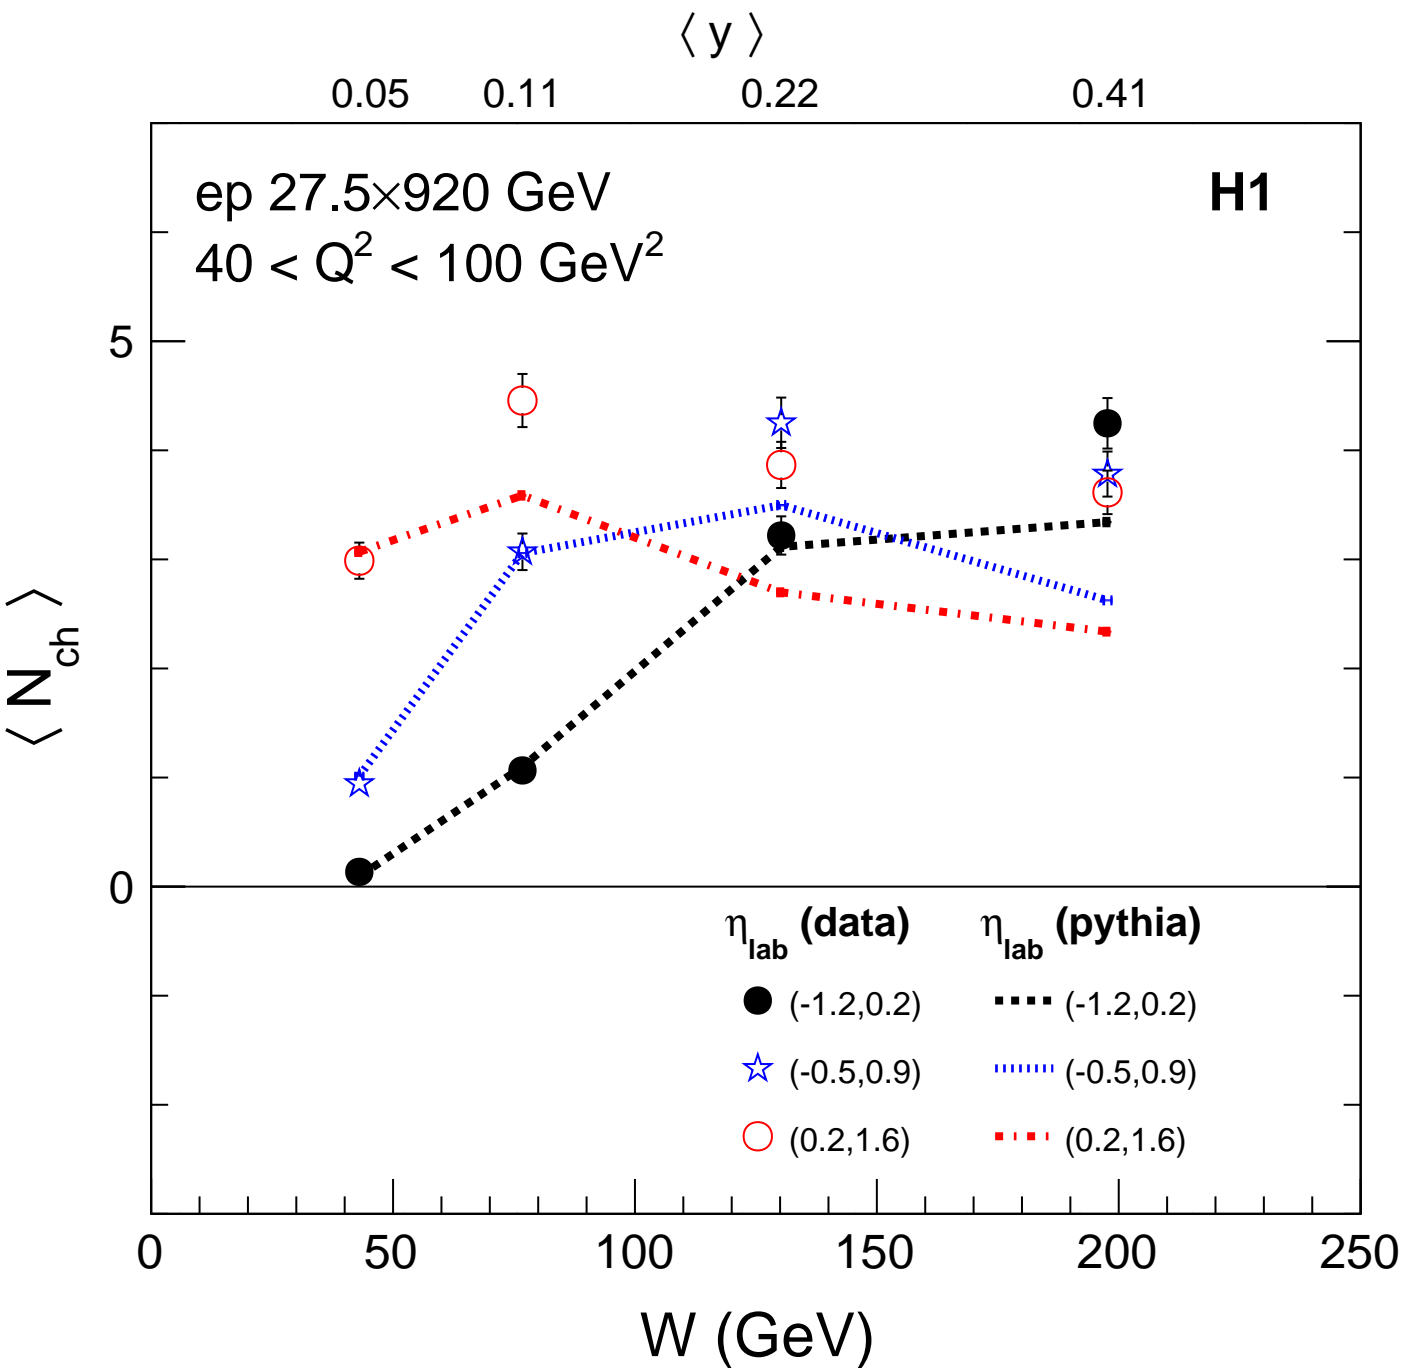 ⟨ y ⟩
0.05 0.11 0.22 0.41
ep 27.5×920 GeV
H1
40 < Q² < 100 GeV²
5
⟨ N_ch ⟩
0
η_lab (data) η_lab (pythia)
(-1.2,0.2) (-1.2,0.2)
(-0.5,0.9) (-0.5,0.9)
(0.2,1.6) (0.2,1.6)
0 50 100 150 200 250
W (GeV)